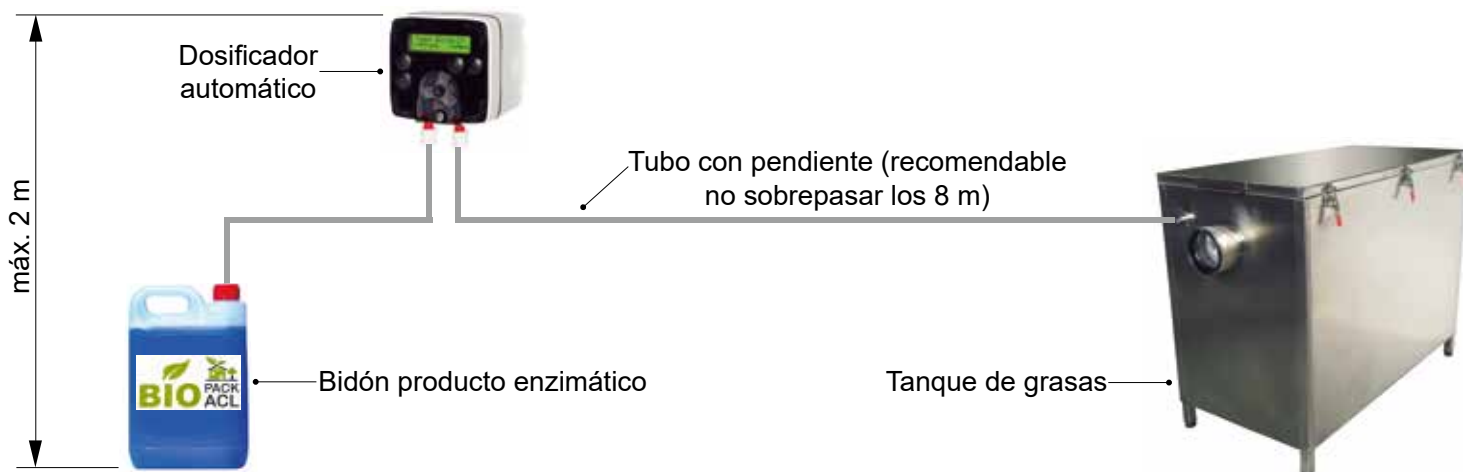 Dosificador
automático
máx. 2 m
Tubo con pendiente (recomendable
no sobrepasar los 8 m)
BIO PACK
ACL
Bidón producto enzimático
Tanque de grasas